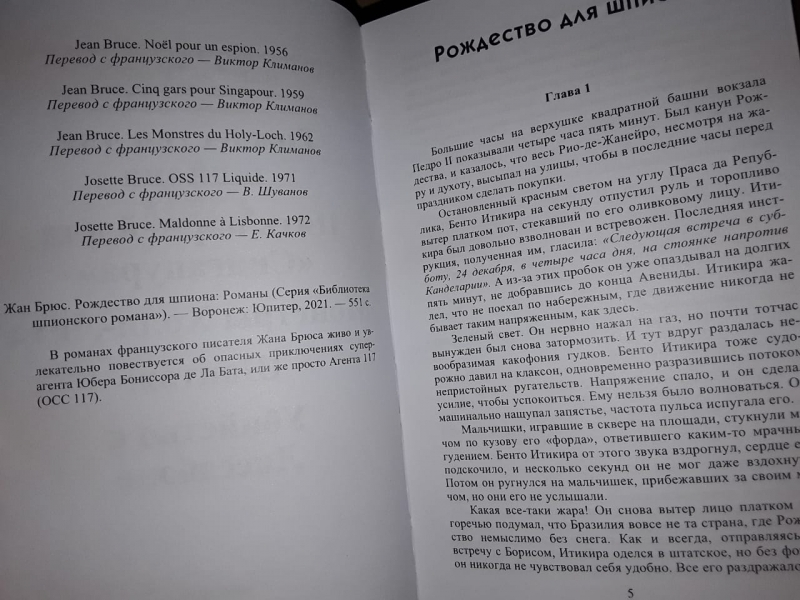 Jean Bruce. Noël pour un espion. 1956
Перевод с французского — Виктор Климанов
Jean Bruce. Cinq gars pour Singapour. 1959
Перевод с французского — Виктор Климанов
Jean Bruce. Les Monstres du Holy-Loch. 1962
Перевод с французского — Виктор Климанов
Josette Bruce. OSS 117 Liquide. 1971
Перевод с французского — В. Шуванов
Josette Bruce. Maldonne à Lisbonne. 1972
Перевод с французского — Е. Качков
Жан Брюс. Рождество для шпиона: Романы (Серия «Библиотека
шпионского романа»). — Воронеж: Юпитер, 2021. — 551 с.
В романах французского писателя Жана Брюса живо и ув-
лекательно повествуется об опасных приключениях супер-
агента Юбера Бониссора де Ла Бата, или же просто Агента 117
(ОСС 117).
Рождество для шпис
Глава 1
Большие часы на верхушке квадратной башни вокзала
Педро II показывали четыре часа пять минут. Был канун Рож-
дества, и казалось, что весь Рио-де-Жанейро, несмотря на жа-
ру и духоту, высыпал на улицы, чтобы в последние часы перед
праздником сделать покупки.
Остановленный красным светом на углу Праса да Репуб-
лика, Бенто Итикира на секунду отпустил руль и торопливо
вытер платком пот, стекавший по его оливковому лицу. Ити-
кира был довольно взволнован и встревожен. Последняя инст-
рукция, полученная им, гласила: «Следующая встреча в суб-
боту, 24 декабря, в четыре часа дня, на стоянке напротив
Канделарии». А из-за этих пробок он уже опаздывал на долгих
пять минут, не добравшись до конца Авениды. Итикира жа-
лел, что не поехал по набережным, где движение никогда не
бывает таким напряженным, как здесь.
Зеленый свет. Он нервно нажал на газ, но почти тотчас
вынужден был снова затормозить. И тут вдруг раздалась не-
вообразимая какофония гудков. Бенто Итикира тоже судо-
рожно давил на клаксон, одновременно разразившись потоком
непристойных ругательств. Напряжение спало, и он сделал
усилие, чтобы успокоиться. Ему нельзя было волноваться. О
машинально нащупал запястье, частота пульса испугала его.
Мальчишки, игравшие в сквере на площади, стукнули м
чом по кузову его «форда», ответившего каким-то мрачны
гудением. Бенто Итикира от этого звука вздрогнул, сердце е
подскочило, и несколько секунд он не мог даже вздохну
Потом он ругнулся на мальчишек, прибежавших за своим м
чом, но они его не услышали.
Какая все-таки жара! Он снова вытер лицо платком
горечью подумал, что Бразилия вовсе не та страна, где Рож
ство немыслимо без снега. Как и всегда, отправляясь
встречу с Борисом, Итикира оделся в штатское, но без фо
он никогда не чувствовал себя удобно. Все его раздражал
5